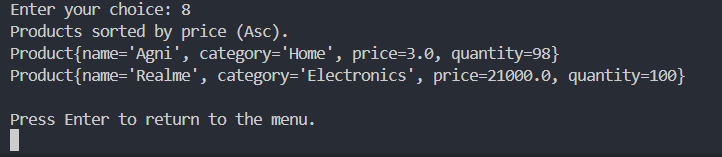 Enter your choice: 8
Products sorted by price (Asc).
Product{name='Agni', category='Home', price=3.0, quantity=98}
Product{name='Realme', category='Electronics', price=21000.0, quantity=100}
Press Enter to return to the menu.